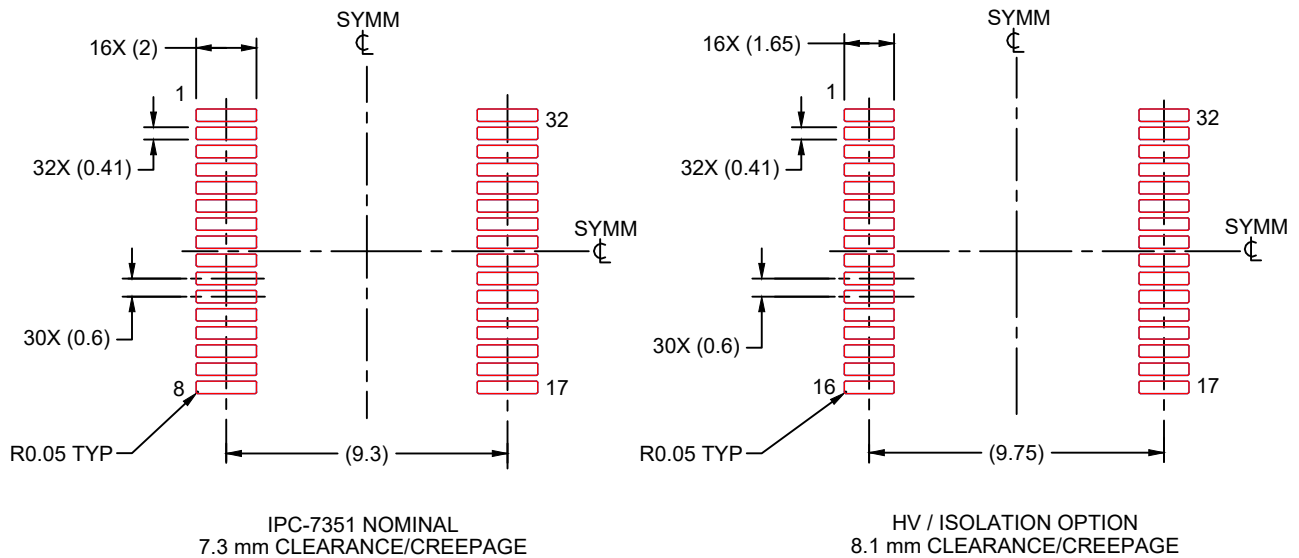 SYMM
℄
16X (2)
1
32
32X (0.41)
SYMM
℄
30X (0.6)
8
17
R0.05 TYP
(9.3)
IPC-7351 NOMINAL
7.3 mm CLEARANCE/CREEPAGE
SYMM
℄
16X (1.65)
1
32
32X (0.41)
SYMM
℄
30X (0.6)
16
17
R0.05 TYP
(9.75)
HV / ISOLATION OPTION
8.1 mm CLEARANCE/CREEPAGE